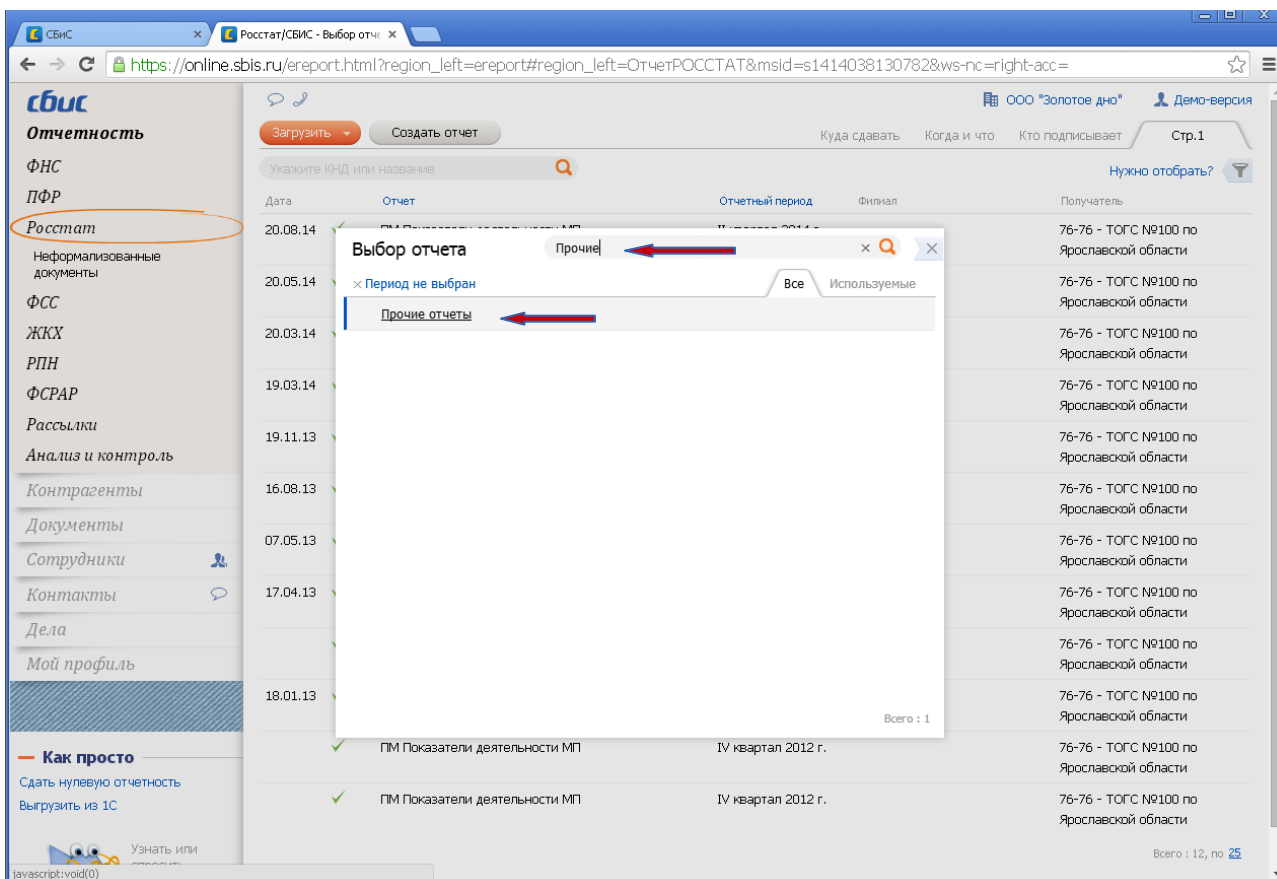 СБиС
Росстат/СБИС - Выбор отче
https://online.sbis.ru/ereport.html?region_left=ereport#region_left=ОтчетРОССТАТ&msid=s1414038130782&ws-nc=right-acc=
сбис
ООО "Золотое дно" Демо-версия
Отчетность
Загрузить Создать отчет Куда сдавать Когда и что Кто подписывает Стр.1
ФНС
Укажите КНД или название Нужно отобрать?
ПФР
Дата Отчет Отчетный период Филиал Получатель
Росстат
Неформализованные
документы
ФСС
ЖКХ
РПН
ФСРАР
Рассылки
Анализ и контроль
Контрагенты
Документы
Сотрудники
Контакты
Дела
Мой профиль
Как просто
Сдать нулевую отчетность
Выгрузить из 1С
Узнать или
javascript:void(0)
20.08.14 76-76 - ТОГС №100 по
Ярославской области
20.05.14 76-76 - ТОГС №100 по
Ярославской области
20.03.14 76-76 - ТОГС №100 по
Ярославской области
19.03.14 76-76 - ТОГС №100 по
Ярославской области
19.11.13 76-76 - ТОГС №100 по
Ярославской области
16.08.13 76-76 - ТОГС №100 по
Ярославской области
07.05.13 76-76 - ТОГС №100 по
Ярославской области
17.04.13 76-76 - ТОГС №100 по
Ярославской области
76-76 - ТОГС №100 по
Ярославской области
18.01.13 76-76 - ТОГС №100 по
Ярославской области
ПМ Показатели деятельности МП IV квартал 2012 г. 76-76 - ТОГС №100 по
Ярославской области
ПМ Показатели деятельности МП IV квартал 2012 г. 76-76 - ТОГС №100 по
Ярославской области
Всего : 12, по 25
Выбор отчета Прочие
Период не выбран Все Используемые
Прочие отчеты
Всего : 1